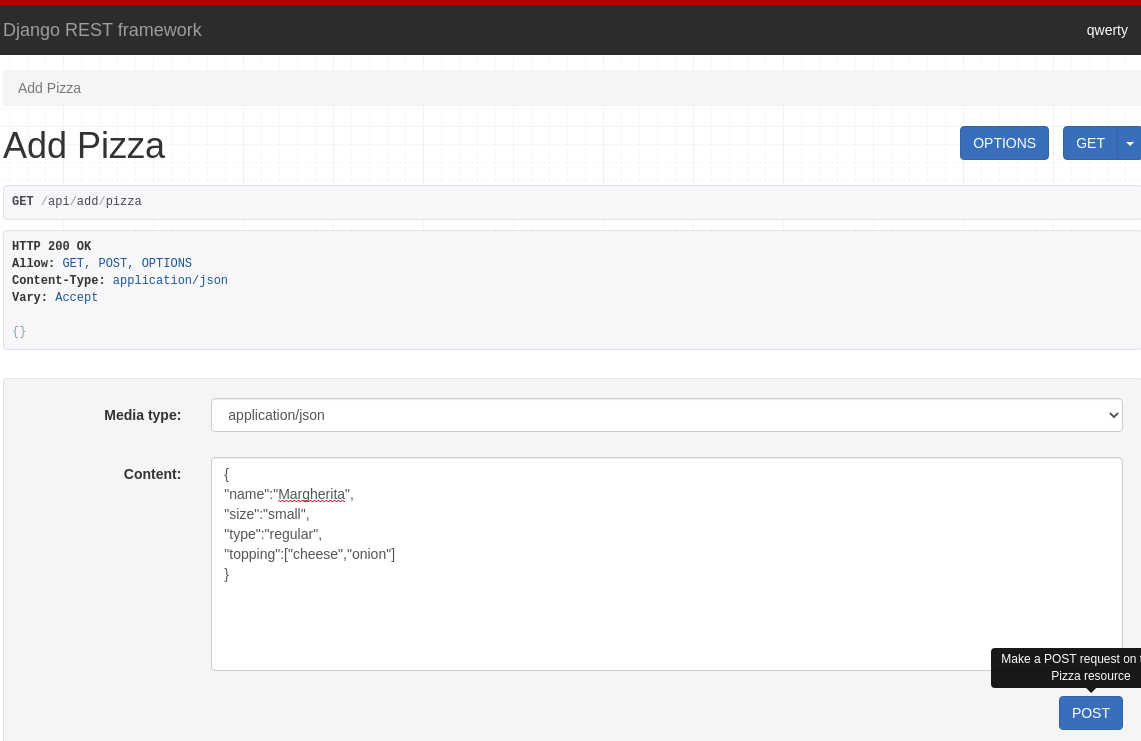 Django REST framework
qwerty
Add Pizza
Add Pizza
OPTIONS
GET
GET /api/add/pizza
HTTP 200 OK
Allow: GET, POST, OPTIONS
Content-Type: application/json
Vary: Accept
{}
Media type:
application/json
Content:
{
"name":"Margherita",
"size":"small",
"type":"regular",
"topping":["cheese","onion"]
}
Make a POST request on
Pizza resource
POST